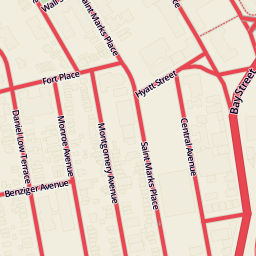 Wall S
Saint Marks Place
Fort Place
Hyatt Street
Bay Street
Daniel Low Terrace
Monroe Avenue
Montgomery Avenue
Saint Marks Place
Central Avenue
Benziger Avenue